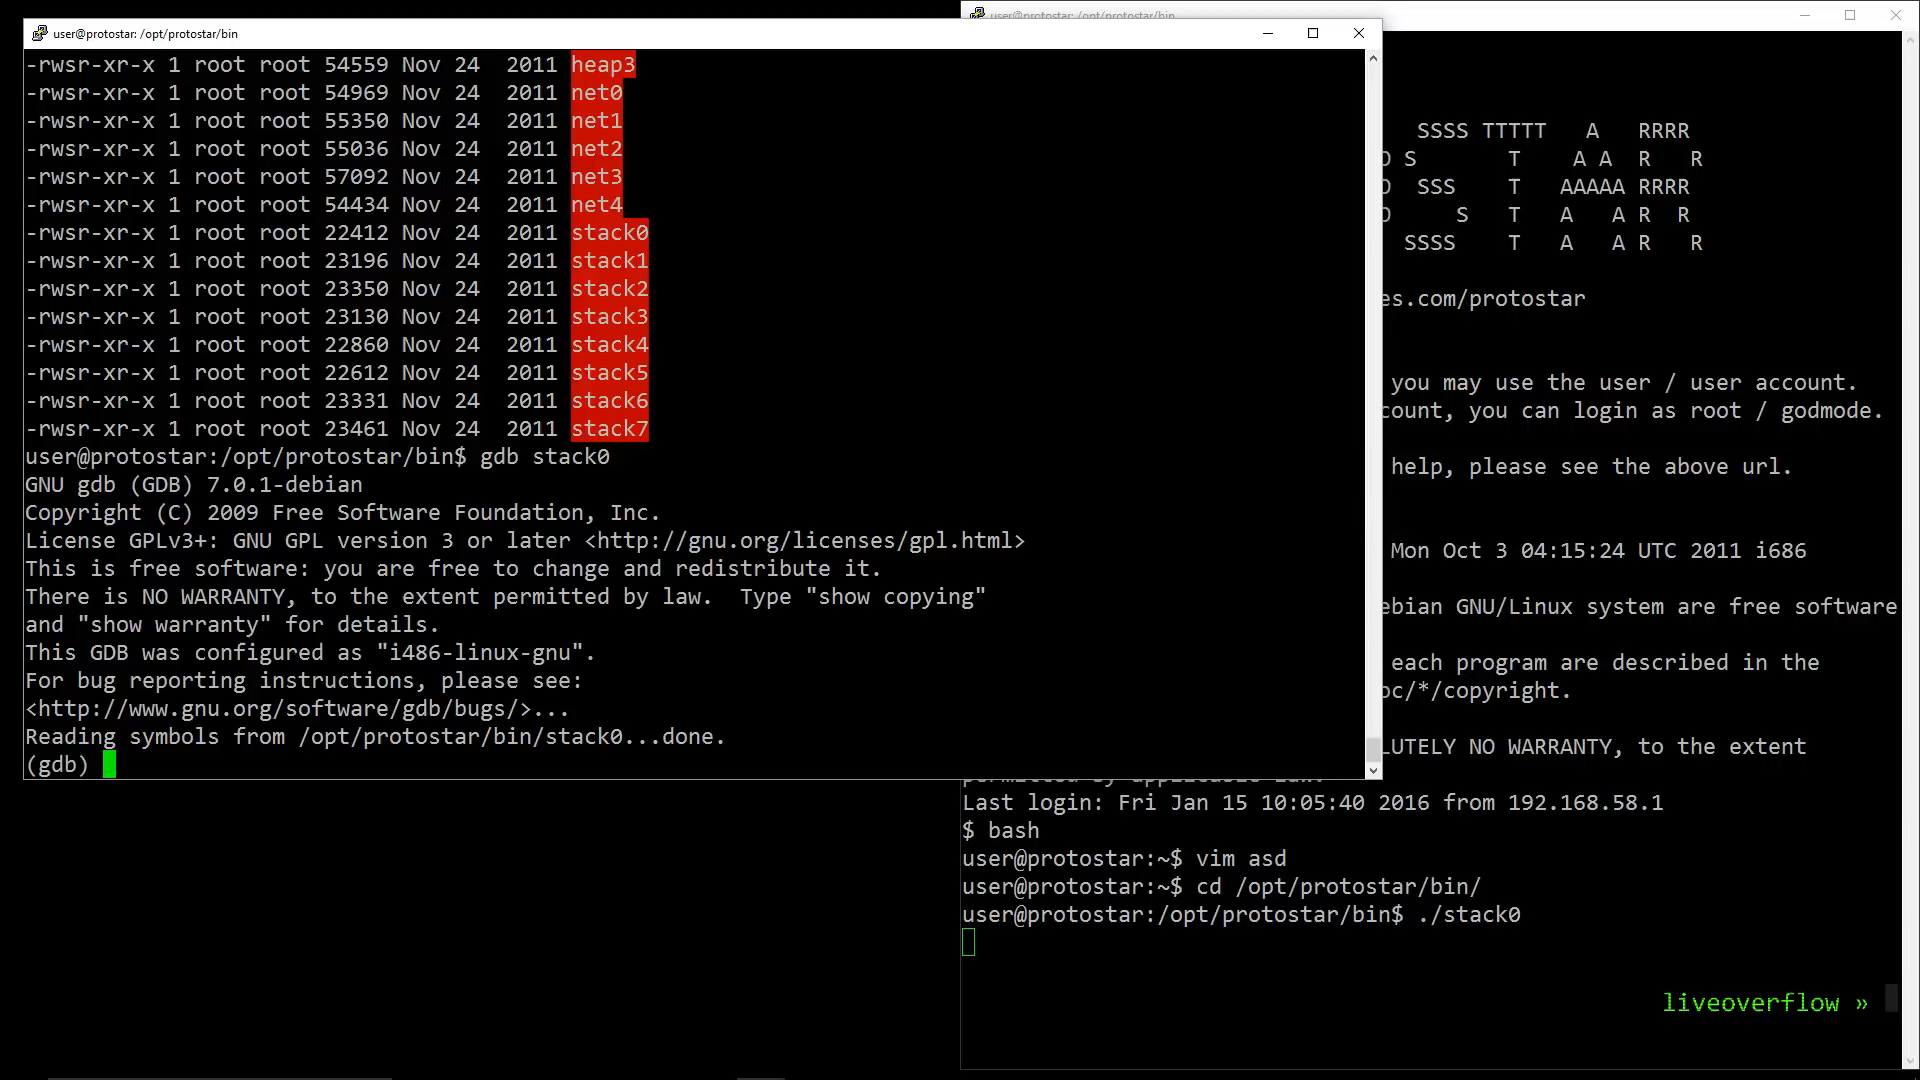 user@protostar: /opt/protostar/bin
-rwsr-xr-x 1 root root 54559 Nov 24  2011 heap3
-rwsr-xr-x 1 root root 54969 Nov 24  2011 net0
-rwsr-xr-x 1 root root 55350 Nov 24  2011 net1
-rwsr-xr-x 1 root root 55036 Nov 24  2011 net2
-rwsr-xr-x 1 root root 57092 Nov 24  2011 net3
-rwsr-xr-x 1 root root 54434 Nov 24  2011 net4
-rwsr-xr-x 1 root root 22412 Nov 24  2011 stack0
-rwsr-xr-x 1 root root 23196 Nov 24  2011 stack1
-rwsr-xr-x 1 root root 23350 Nov 24  2011 stack2
-rwsr-xr-x 1 root root 23130 Nov 24  2011 stack3
-rwsr-xr-x 1 root root 22860 Nov 24  2011 stack4
-rwsr-xr-x 1 root root 22612 Nov 24  2011 stack5
-rwsr-xr-x 1 root root 23331 Nov 24  2011 stack6
-rwsr-xr-x 1 root root 23461 Nov 24  2011 stack7
user@protostar:/opt/protostar/bin$ gdb stack0
GNU gdb (GDB) 7.0.1-debian
Copyright (C) 2009 Free Software Foundation, Inc.
License GPLv3+: GNU GPL version 3 or later <http://gnu.org/licenses/gpl.html>
This is free software: you are free to change and redistribute it.
There is NO WARRANTY, to the extent permitted by law.  Type "show copying"
and "show warranty" for details.
This GDB was configured as "i486-linux-gnu".
For bug reporting instructions, please see:
<http://www.gnu.org/software/gdb/bugs/>...
Reading symbols from /opt/protostar/bin/stack0...done.
(gdb)
user@protostar: /opt/protostar/bin
SSSS TTTTT   A   RRRR
S       T    A A  R   R
SSS   T   AAAAA RRRR
S   T   A   A R  R
SSSS    T   A   A R   R
es.com/protostar
you may use the user / user account.
count, you can login as root / godmode.
help, please see the above url.
Mon Oct 3 04:15:24 UTC 2011 i686
ebian GNU/Linux system are free software
each program are described in the
oc/*/copyright.
LUTELY NO WARRANTY, to the extent
Last login: Fri Jan 15 10:05:40 2016 from 192.168.58.1
$ bash
user@protostar:~$ vim asd
user@protostar:~$ cd /opt/protostar/bin/
user@protostar:/opt/protostar/bin$ ./stack0
liveoverflow »